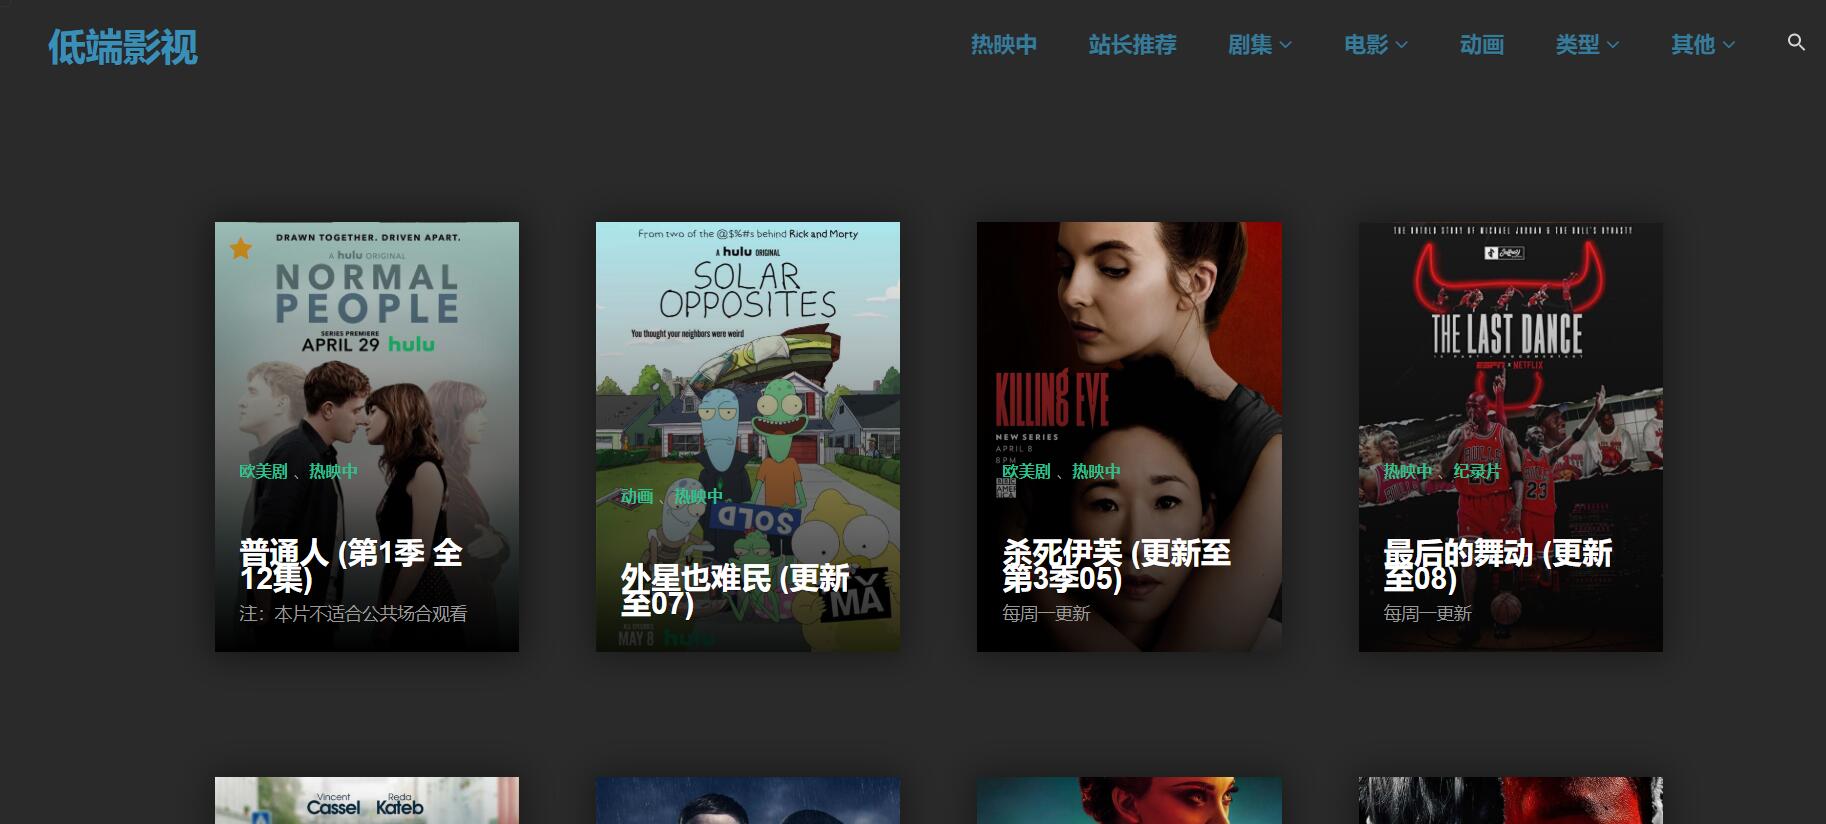 低端影视
热映中 站长推荐 剧集 电影 动画 类型 其他
DRAWN TOGETHER. DRIVEN APART.
A hulu ORIGINAL
NORMAL
PEOPLE
SERIES PREMIERE
APRIL 29 hulu
欧美剧 、 热映中
普通人 (第1季 全
12集)
注：本片不适合公共场合观看
From two of the @$%#s behind Rick and Morty
A hulu ORIGINAL
SOLAR
OPPOSITES
You thought your neighbors were weird
动画 、 热映中
SOLD
外星也难民 (更新
至07)
MAY 8 hulu
KILLING EVE
NEW SERIES
APRIL 8
8PM
BBC
AMERICA
欧美剧 、 热映中
杀死伊芙 (更新至
第3季05)
每周一更新
THE UNTOLD STORY OF MICHAEL JORDAN & THE BULL'S DYNASTY
THE LAST DANCE
ESPN NETFLIX
BULLS
23
热映中 、 纪录片
最后的舞动 (更新
至08)
每周一更新
Vincent Reda
Cassel Kateb